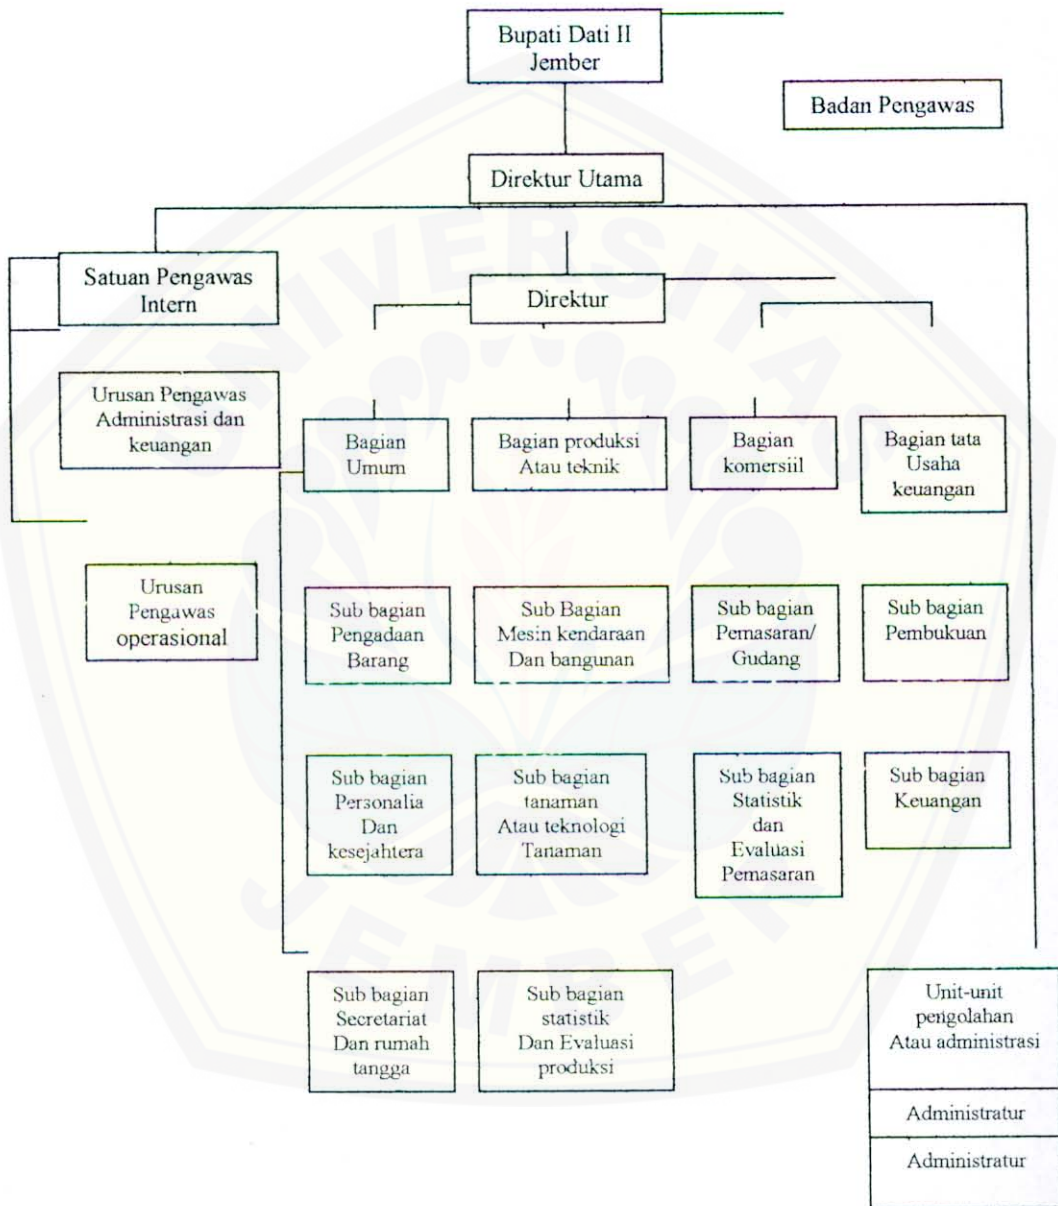 Bupati Dati II
Jember
Badan Pengawas
Direktur Utama
Satuan Pengawas
Intern
Direktur
Urusan Pengawas
Administrasi dan
keuangan
Bagian
Umum
Bagian produksi
Atau teknik
Bagian
komersiil
Bagian tata
Usaha
keuangan
Urusan
Pengawas
operasional
Sub bagian
Pengadaan
Barang
Sub Bagian
Mesin kendaraan
Dan bangunan
Sub bagian
Pemasaran/
Gudang
Sub bagian
Pembukuan
Sub bagian
Personalia
Dan
kesejahtera
Sub bagian
tanaman
Atau teknologi
Tanaman
Sub bagian
Statistik
dan
Evaluasi
Pemasaran
Sub bagian
Keuangan
Sub bagian
Secretariat
Dan rumah
tangga
Sub bagian
statistik
Dan Evaluasi
produksi
Unit-unit
pengolahan
Atau administrasi
Administratur
Administratur
UNIVERSITAS
JEMBER